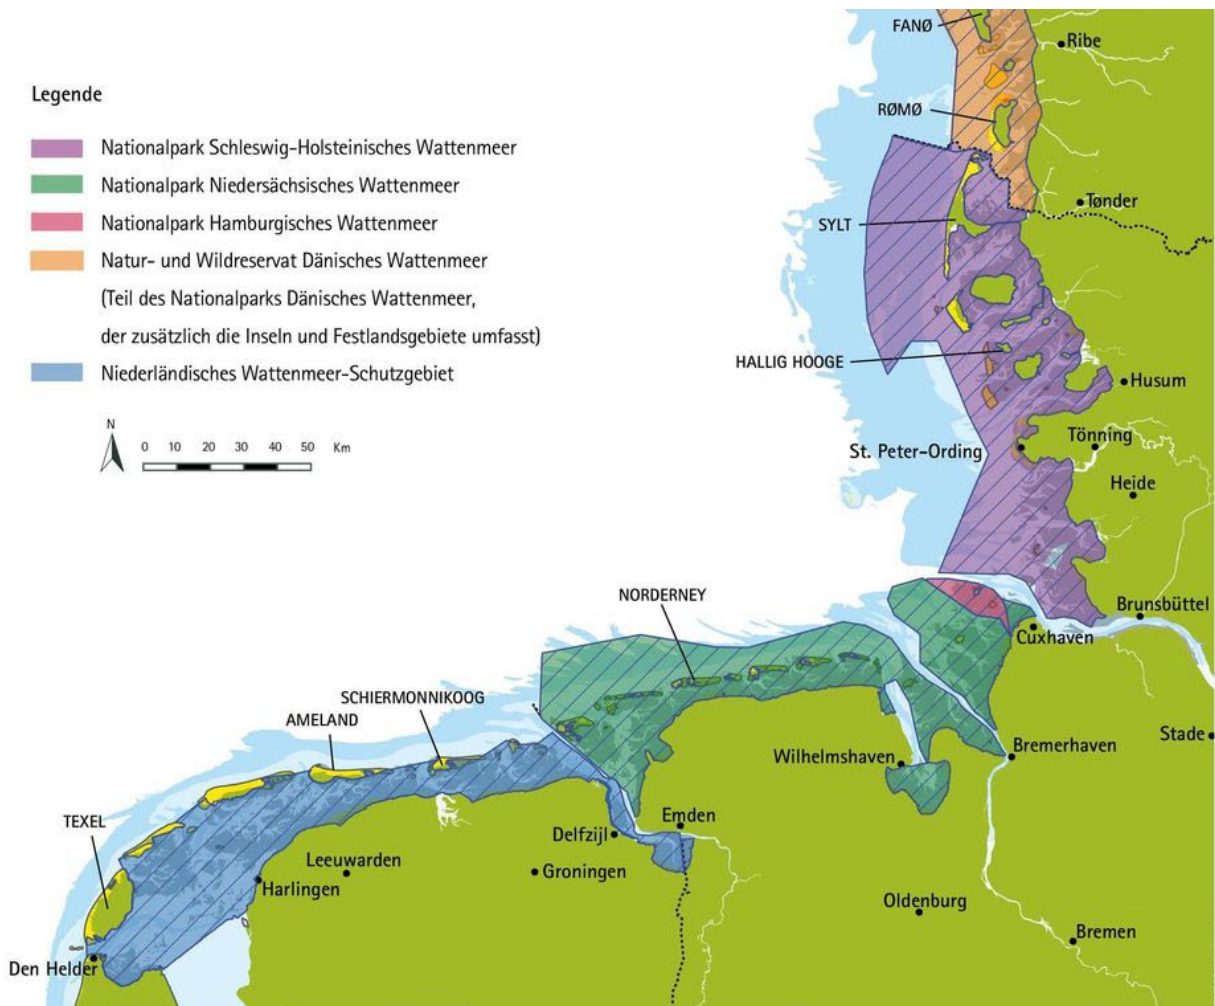 Legende
Nationalpark Schleswig-Holsteinisches Wattenmeer
Nationalpark Niedersächsisches Wattenmeer
Nationalpark Hamburgisches Wattenmeer
Natur- und Wildreservat Dänisches Wattenmeer
(Teil des Nationalparks Dänisches Wattenmeer,
der zusätzlich die Inseln und Festlandsgebiete umfasst)
Niederländisches Wattenmeer-Schutzgebiet
N
0 10 20 30 40 50 Km
FANØ
Ribe
RØMØ
Tønder
SYLT
HALLIG HOOGE
Husum
Tönning
St. Peter-Ording
Heide
NORDERNEY
Brunsbüttel
Cuxhaven
SCHIERMONNIKOOG
AMELAND
Stade
Bremerhaven
Wilhelmshaven
TEXEL
Emden
Delfzijl
Leeuwarden
Groningen
Harlingen
Oldenburg
Bremen
Den Helder